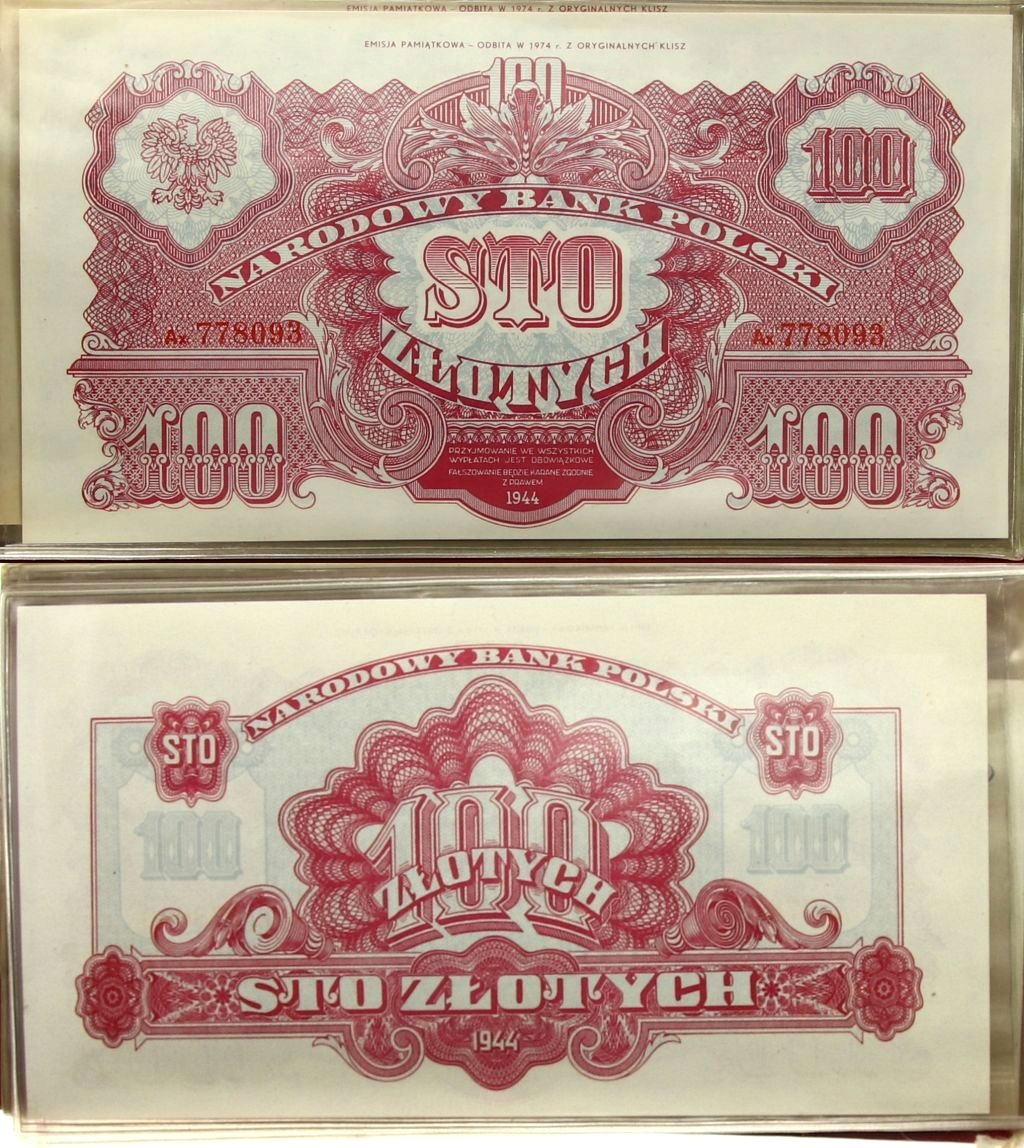 EMISJA PAMIĄTKOWA – ODBITA W 1974 r. Z ORYGINALNYCH KLISZ
EMISJA PAMIĄTKOWA – ODBITA W 1974 r. Z ORYGINALNYCH KLISZ
100
100
NARODOWY BANK POLSKI
STO
ZŁOTYCH
Ax 778093
Ax 778093
100
100
PRZYJMOWANIE WE WSZYSTKICH
WYPŁATACH JEST OBOWIĄZKOWE
FAŁSZOWANIE BĘDZIE KARANE ZGODNIE
Z PRAWEM
1944
NARODOWY BANK POLSKI
STO
STO
100
100
100
ZŁOTYCH
STO ZŁOTYCH
1944